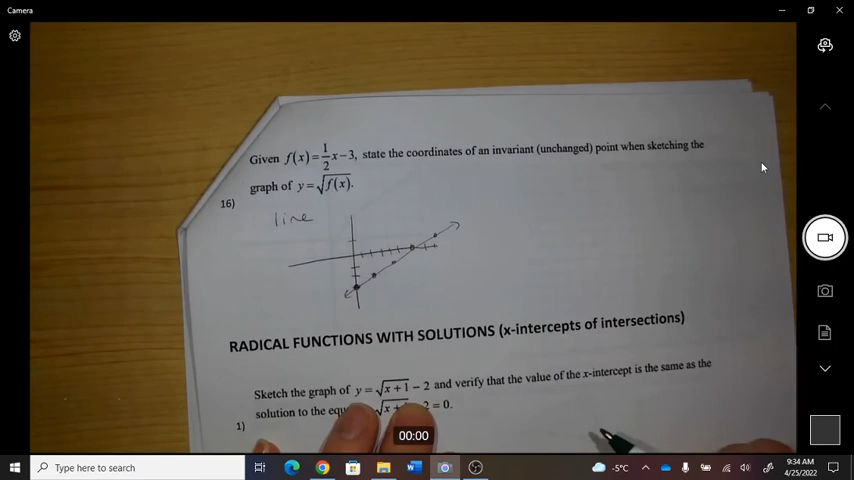 Camera
Given f(x) = 1/2 x − 3, state the coordinates of an invariant (unchanged) point when sketching the
graph of y = √f(x).
16)
line
RADICAL FUNCTIONS WITH SOLUTIONS (x-intercepts of intersections)
Sketch the graph of y = √x + 1 − 2 and verify that the value of the x-intercept is the same as the
solution to the equ √x + 2 = 0.
1)
00:00
Type here to search
-5°C
9:34 AM
4/25/2022